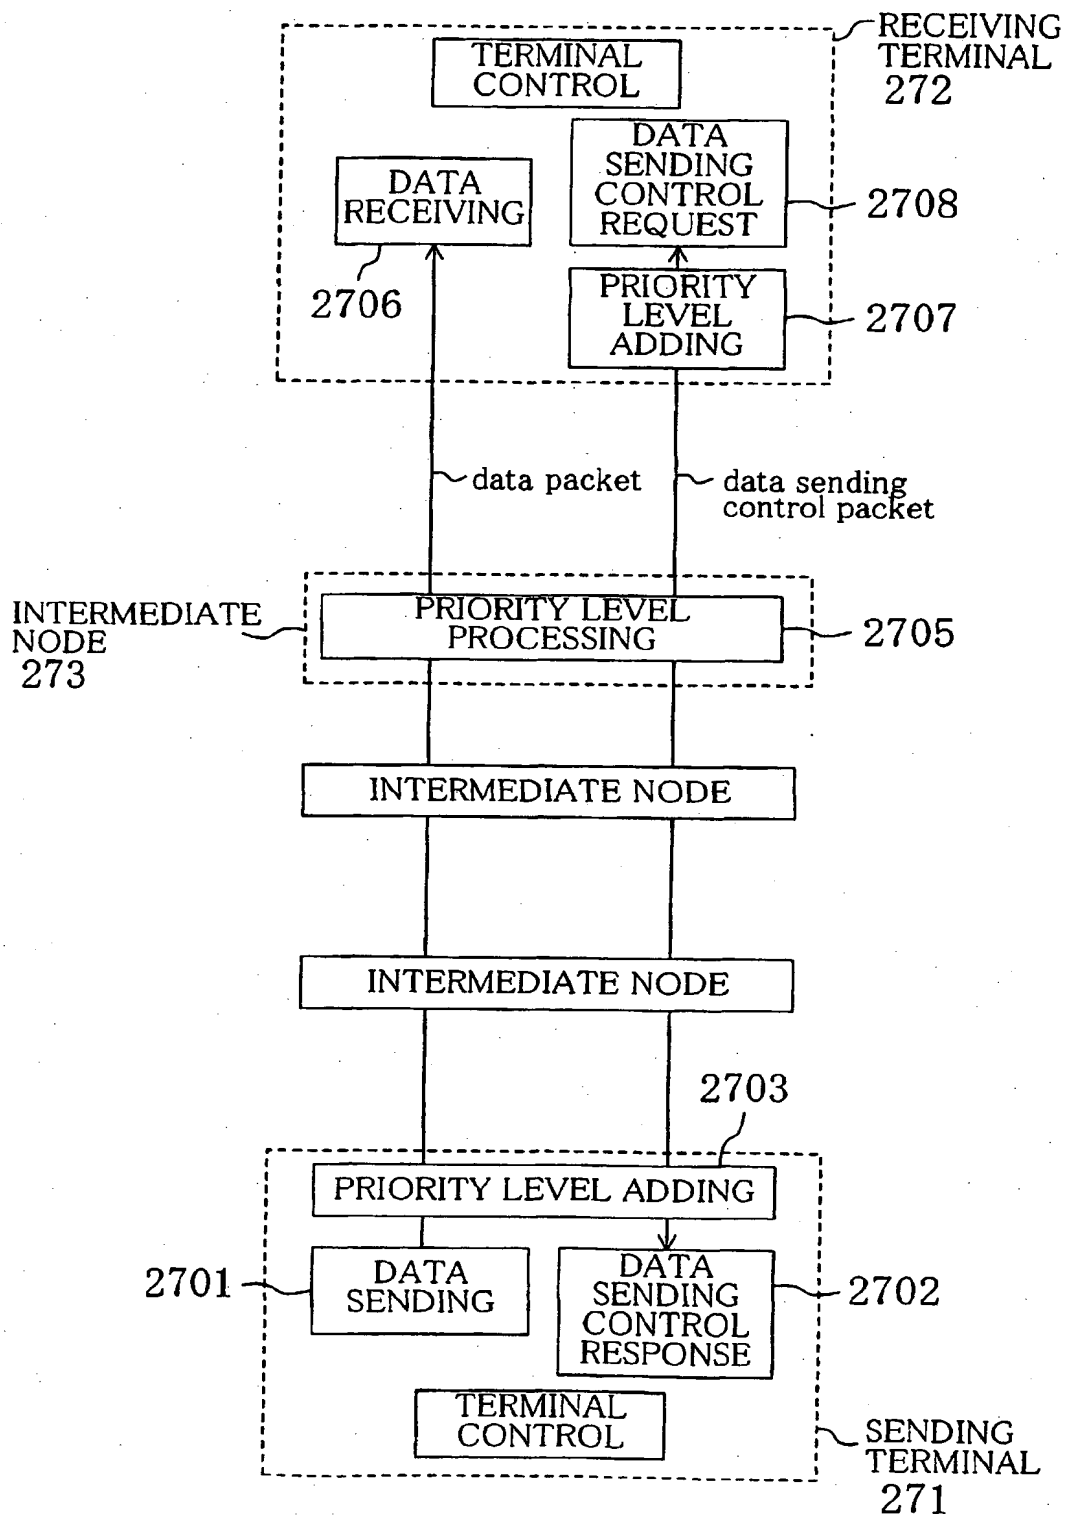 RECEIVING
TERMINAL
272
TERMINAL
CONTROL
DATA
SENDING
CONTROL
REQUEST
2708
DATA
RECEIVING
2706
PRIORITY
LEVEL
ADDING
2707
data packet
data sending
control packet
INTERMEDIATE
NODE
273
PRIORITY LEVEL
PROCESSING
2705
INTERMEDIATE NODE
INTERMEDIATE NODE
2703
PRIORITY LEVEL ADDING
2701
DATA
SENDING
DATA
SENDING
CONTROL
RESPONSE
2702
TERMINAL
CONTROL
SENDING
TERMINAL
271